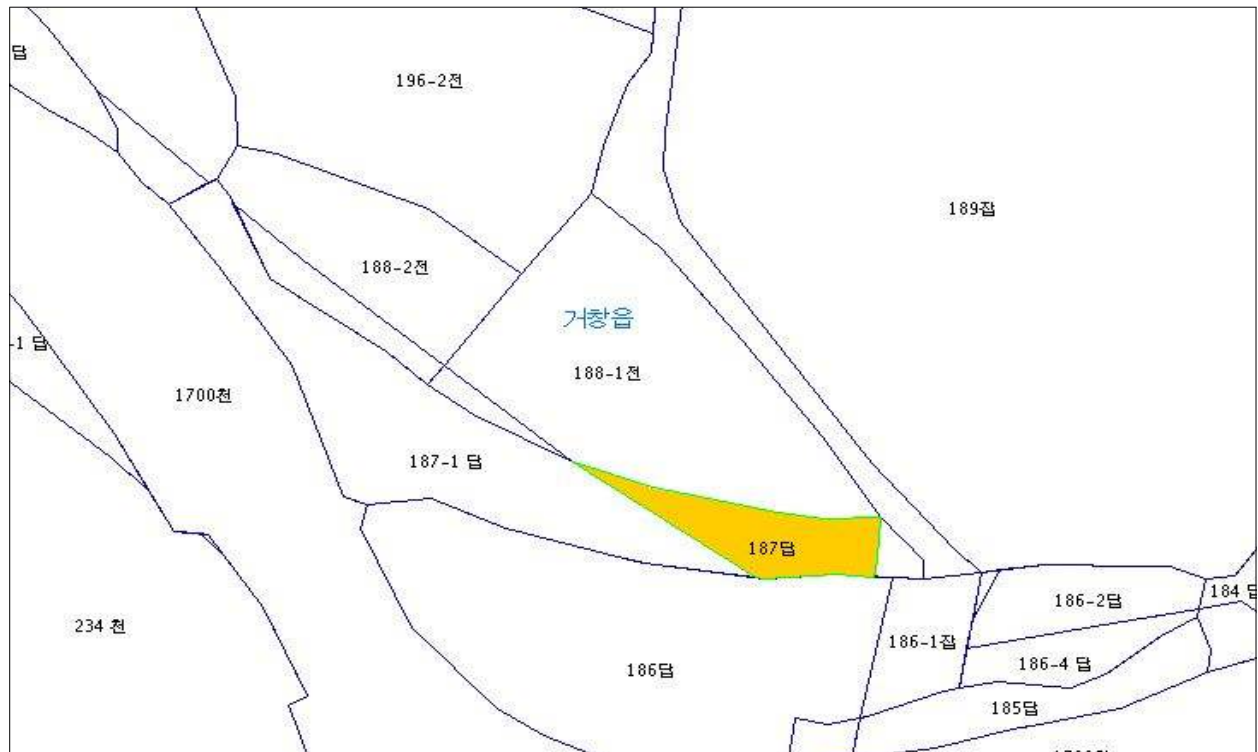 답
196-2전
189잡
188-2전
거창읍
-1 답
188-1전
1700천
187-1 답
187답
184 답
186-2답
234 천
186-1잡
186-4 답
186답
185답